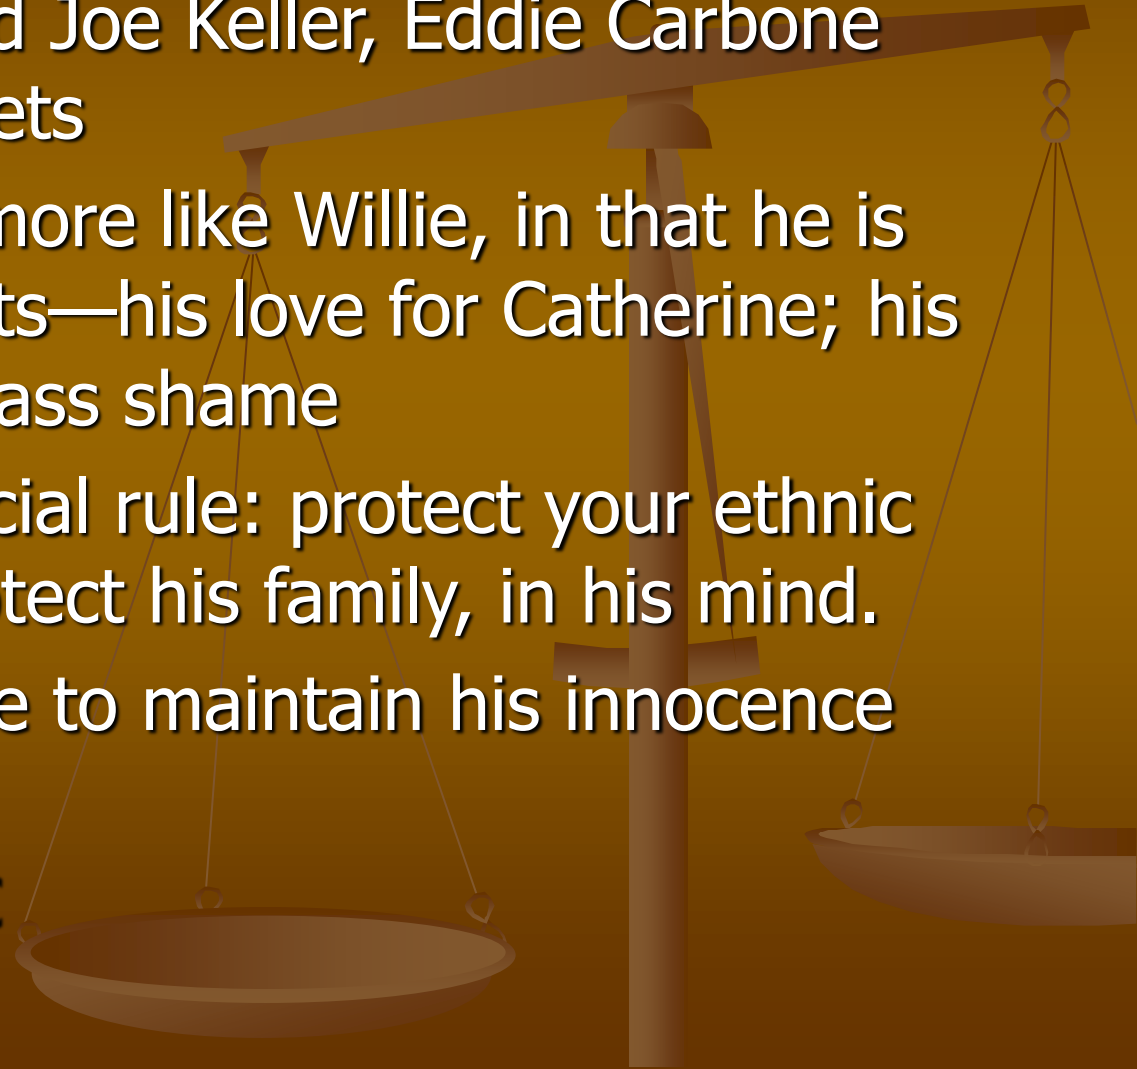 d Joe Keller, Eddie Carbone
ets
more like Willie, in that he is
ts—his love for Catherine; his
ass shame
cial rule: protect your ethnic
tect his family, in his mind.
e to maintain his innocence